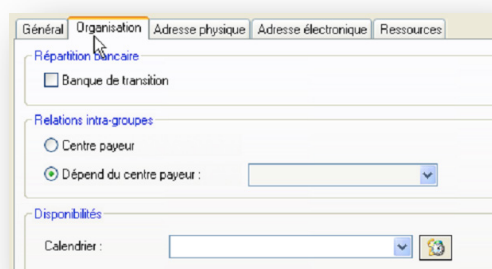 Général Organisation Adresse physique Adresse électronique Ressources
Répartition bancaire
Banque de transition
Relations intra-groupes
Centre payeur
Dépend du centre payeur :
Disponibilités
Calendrier :